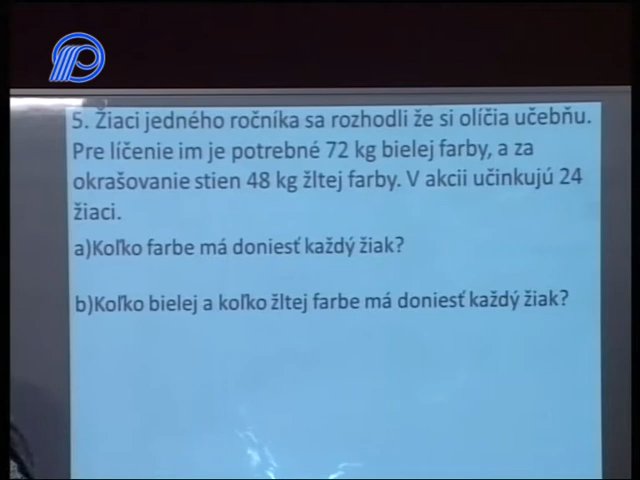 5. Žiaci jedného ročníka sa rozhodli že si olíčia učebňu.
Pre líčenie im je potrebné 72 kg bielej farby, a za
okrašovanie stien 48 kg žltej farby. V akcii učinkujú 24
žiaci.
a)Koľko farbe má doniesť každý žiak?
b)Koľko bielej a koľko žltej farbe má doniesť každý žiak?